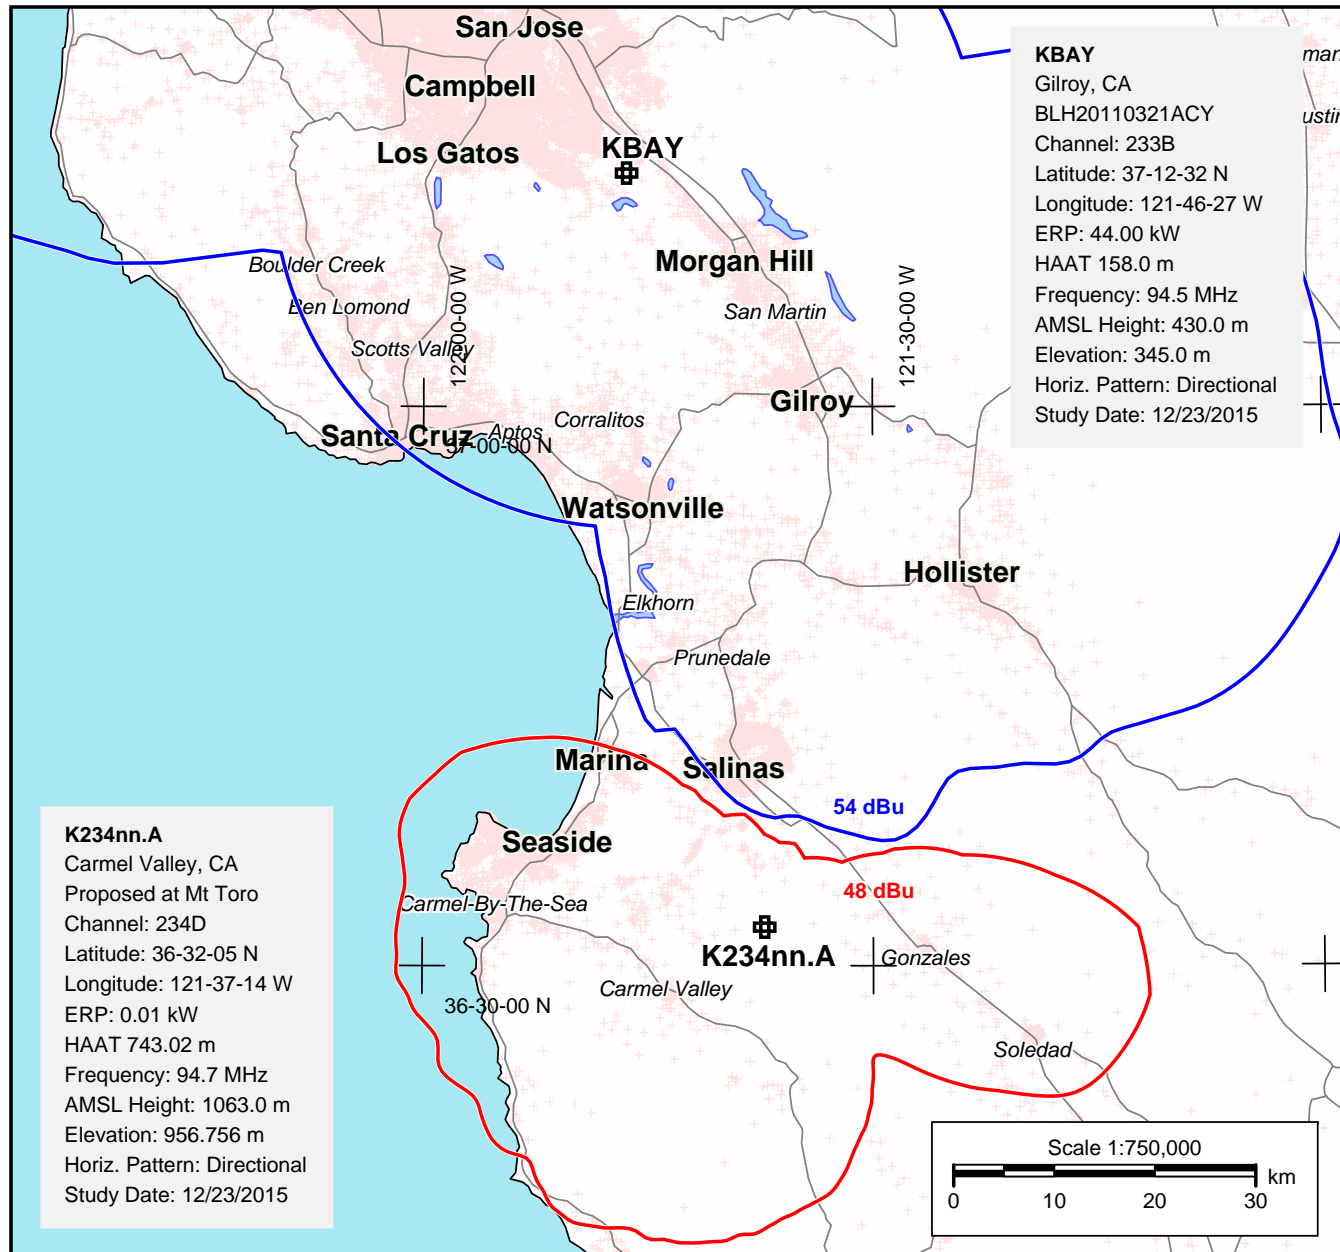 San Jose
Campbell
Los Gatos
KBAY
Morgan Hill
Boulder Creek
Ben Lomond
Scotts Valley
122-00-00 W
San Martin
121-30-00 W
Gilroy
Corralitos
Aptos
Santa Cruz
37-00-00 N
Watsonville
Hollister
Elkhorn
Prunedale
Marina
Salinas
54 dBu
Seaside
48 dBu
Carmel-By-The-Sea
K234nn.A
Gonzales
Carmel Valley
36-30-00 N
Soledad
KBAY
Gilroy, CA
BLH20110321ACY
Channel: 233B
Latitude: 37-12-32 N
Longitude: 121-46-27 W
ERP: 44.00 kW
HAAT 158.0 m
Frequency: 94.5 MHz
AMSL Height: 430.0 m
Elevation: 345.0 m
Horiz. Pattern: Directional
Study Date: 12/23/2015
K234nn.A
Carmel Valley, CA
Proposed at Mt Toro
Channel: 234D
Latitude: 36-32-05 N
Longitude: 121-37-14 W
ERP: 0.01 kW
HAAT 743.02 m
Frequency: 94.7 MHz
AMSL Height: 1063.0 m
Elevation: 956.756 m
Horiz. Pattern: Directional
Study Date: 12/23/2015
Scale 1:750,000
km
0 10 20 30